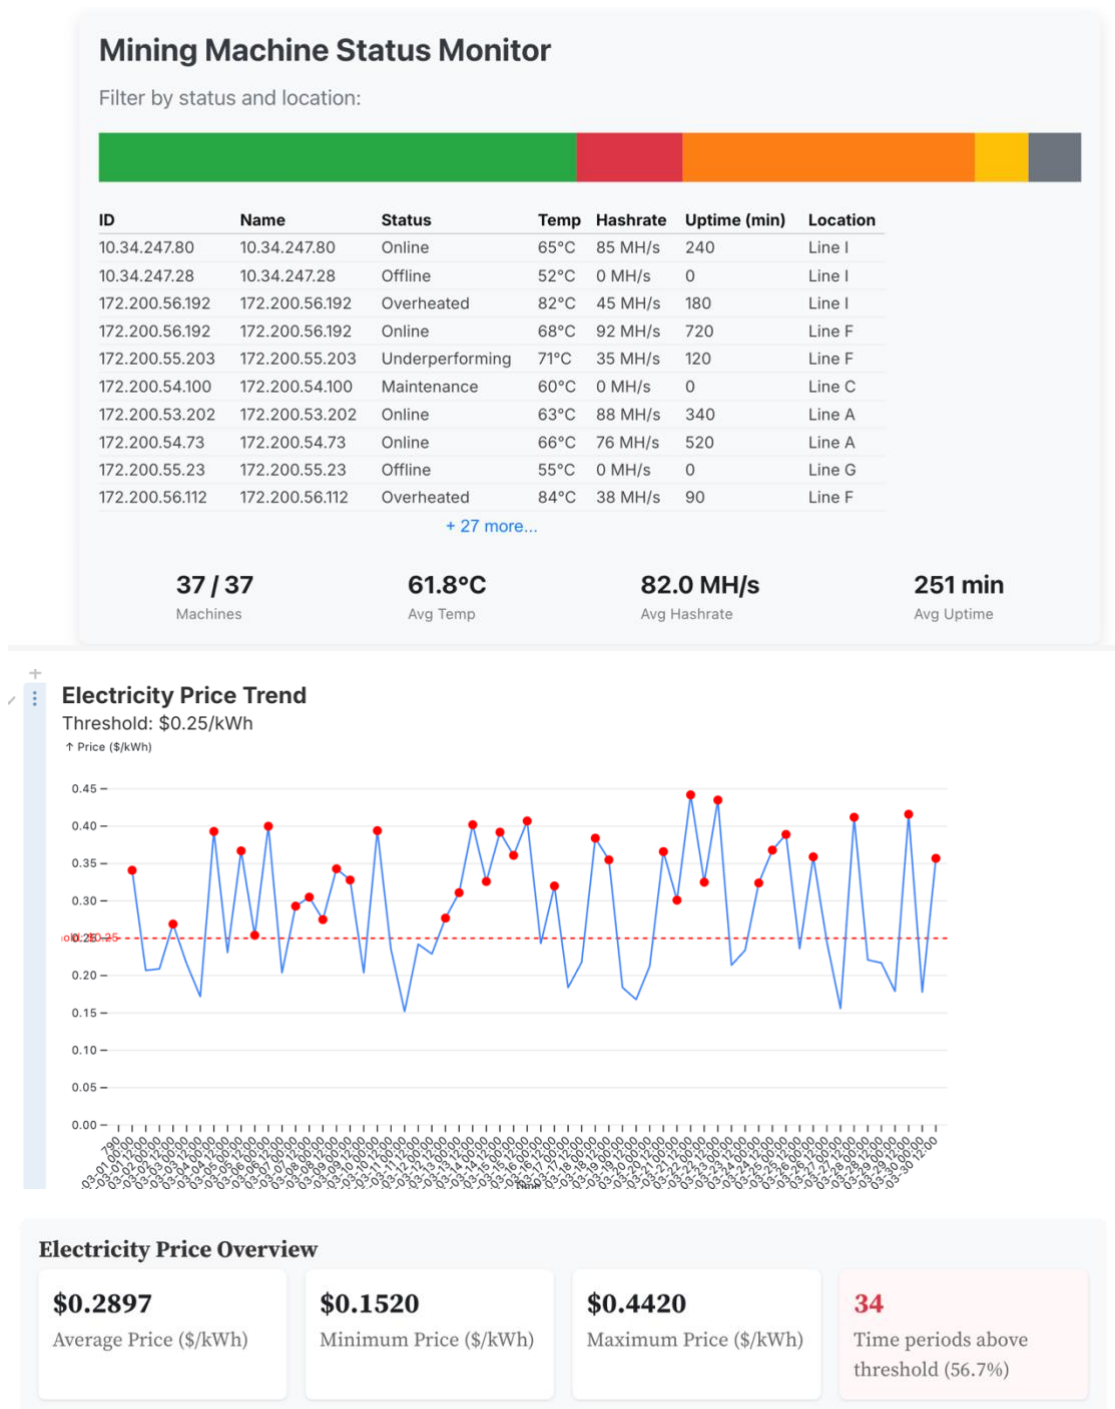 Mining Machine Status Monitor
Filter by status and location:
ID Name Status Temp Hashrate Uptime (min) Location
10.34.247.80 10.34.247.80 Online 65°C 85 MH/s 240 Line I
10.34.247.28 10.34.247.28 Offline 52°C 0 MH/s 0 Line I
172.200.56.192 172.200.56.192 Overheated 82°C 45 MH/s 180 Line I
172.200.56.192 172.200.56.192 Online 68°C 92 MH/s 720 Line F
172.200.55.203 172.200.55.203 Underperforming 71°C 35 MH/s 120 Line F
172.200.54.100 172.200.54.100 Maintenance 60°C 0 MH/s 0 Line C
172.200.53.202 172.200.53.202 Online 63°C 88 MH/s 340 Line A
172.200.54.73 172.200.54.73 Online 66°C 76 MH/s 520 Line A
172.200.55.23 172.200.55.23 Offline 55°C 0 MH/s 0 Line G
172.200.56.112 172.200.56.112 Overheated 84°C 38 MH/s 90 Line F
+ 27 more...
37 / 37 61.8°C 82.0 MH/s 251 min
Machines Avg Temp Avg Hashrate Avg Uptime
Electricity Price Trend
Threshold: $0.25/kWh
↑ Price ($/kWh)
0.45
0.40
0.35
0.30
0.25
0.20
0.15
0.10
0.05
0.00
Electricity Price Overview
$0.2897 $0.1520 $0.4420 34
Average Price ($/kWh) Minimum Price ($/kWh) Maximum Price ($/kWh) Time periods above
threshold (56.7%)